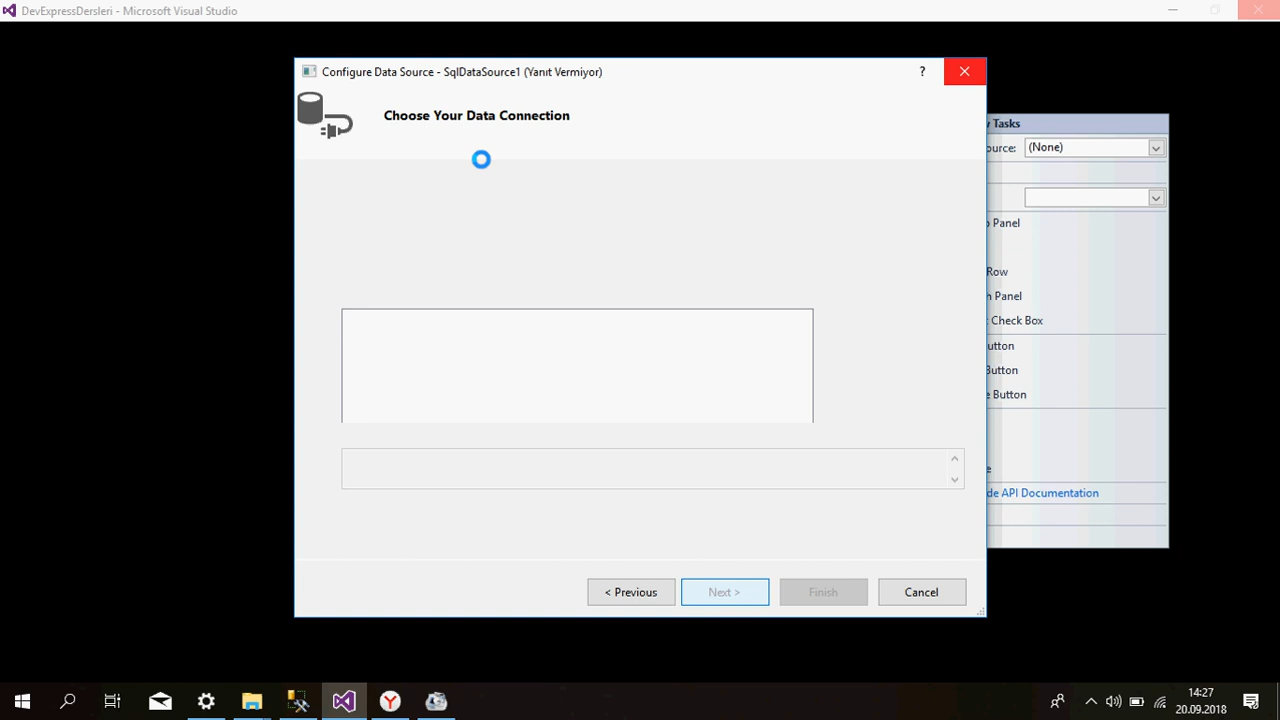 DevExpressDersleri - Microsoft Visual Studio
Configure Data Source - SqlDataSource1 (Yanıt Vermiyor)
?
Choose Your Data Connection
Tasks
ource: (None)
Panel
Row
Panel
Check Box
utton
Button
e Button
e
de API Documentation
< Previous
Next >
Finish
Cancel
14:27
20.09.2018